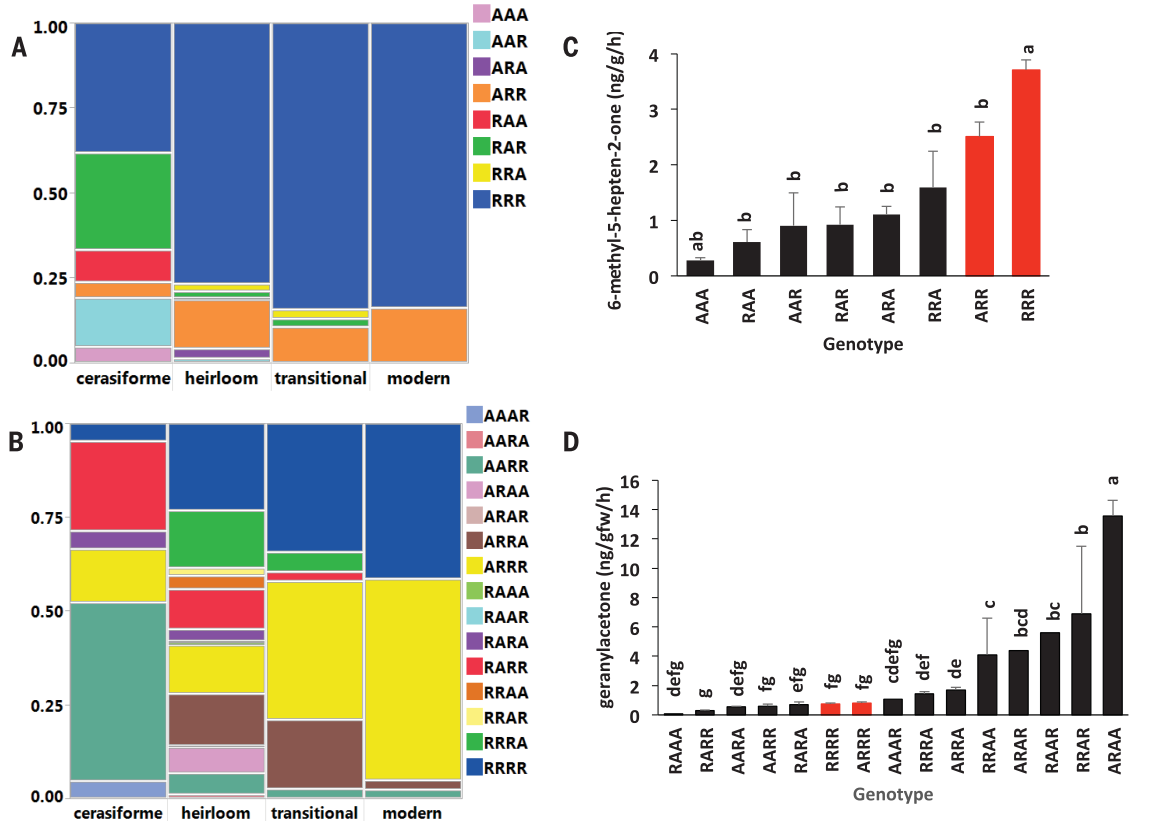 A
1.00
0.75
0.50
0.25
0.00
cerasiforme
heirloom
transitional
modern
AAA
AAR
ARA
ARR
RAA
RAR
RRA
RRR
C
6-methyl-5-hepten-2-one (ng/g/h)
4
3
2
1
0
ab
b
b
b
b
b
b
a
AAA
RAA
AAR
RAR
ARA
RRA
ARR
RRR
Genotype
B
1.00
0.75
0.50
0.25
0.00
cerasiforme
heirloom
transitional
modern
AAAR
AARA
AARR
ARAA
ARAR
ARRA
ARRR
RAAA
RAAR
RARA
RARR
RRAA
RRAR
RRRA
RRRR
D
geranylacetone (ng/gfw/h)
16
14
12
10
8
6
4
2
0
defg
g
defg
fg
efg
fg
fg
cdefg
def
de
c
bcd
bc
b
a
RAAA
RARR
AARA
AARR
RARA
RRRR
ARRR
AAAR
RRRA
ARRA
RRAA
ARAR
RAAR
RRAR
ARAA
Genotype